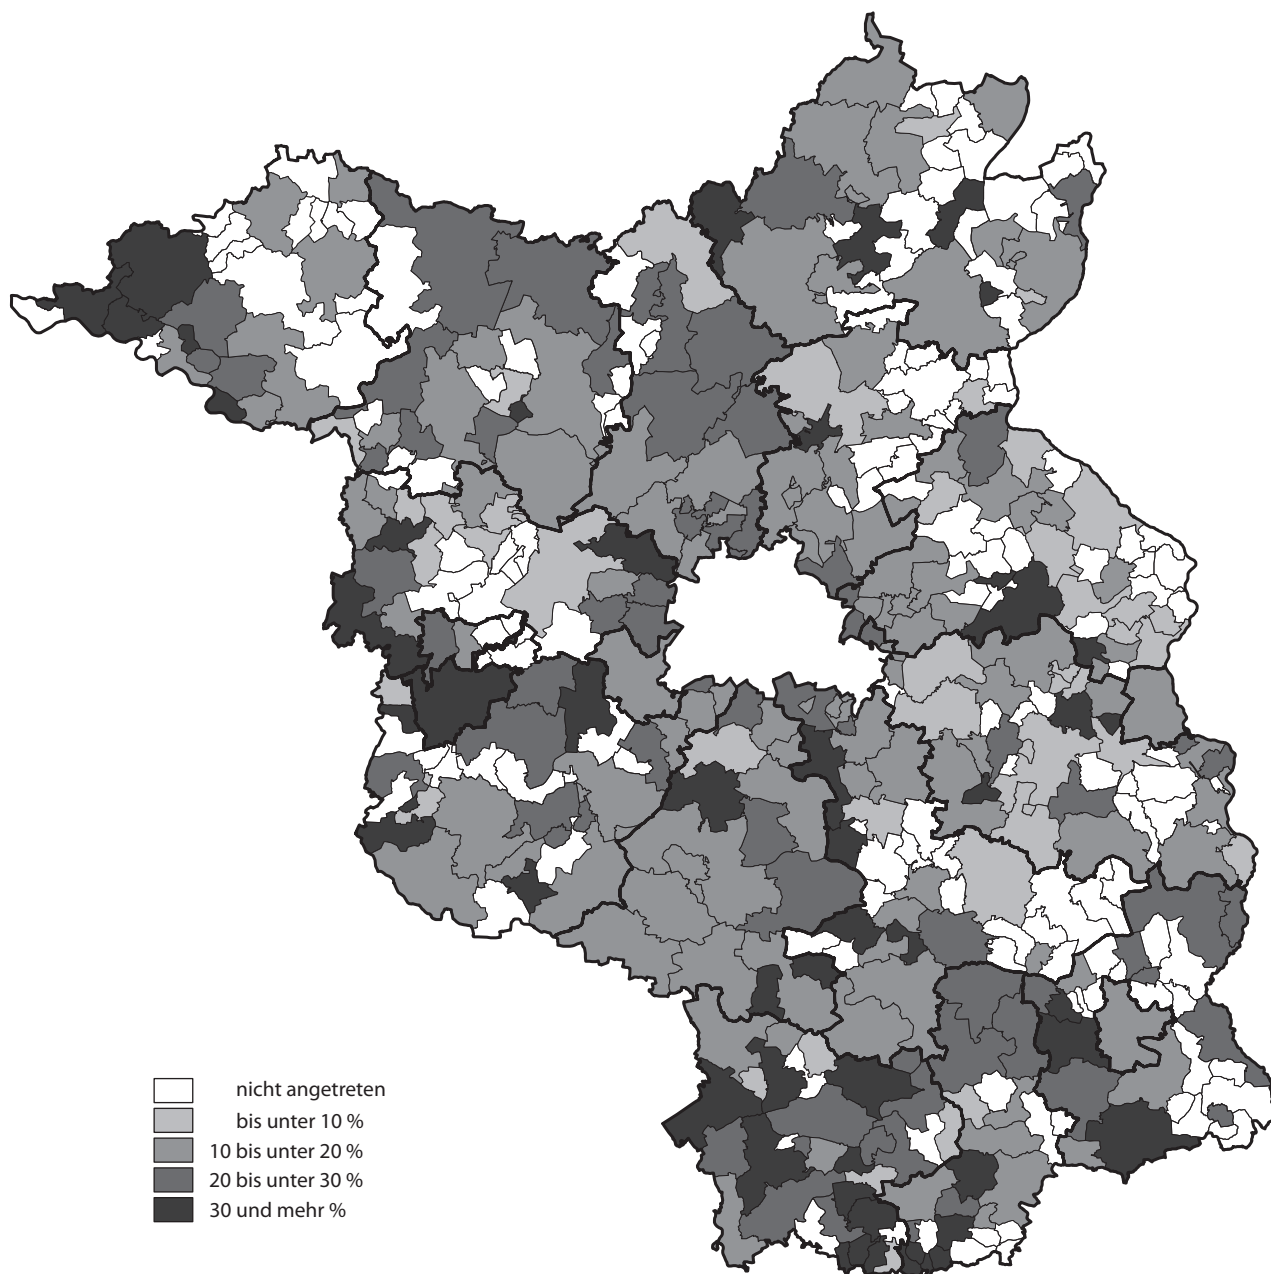 nicht angetreten
bis unter 10 %
10 bis unter 20 %
20 bis unter 30 %
30 und mehr %